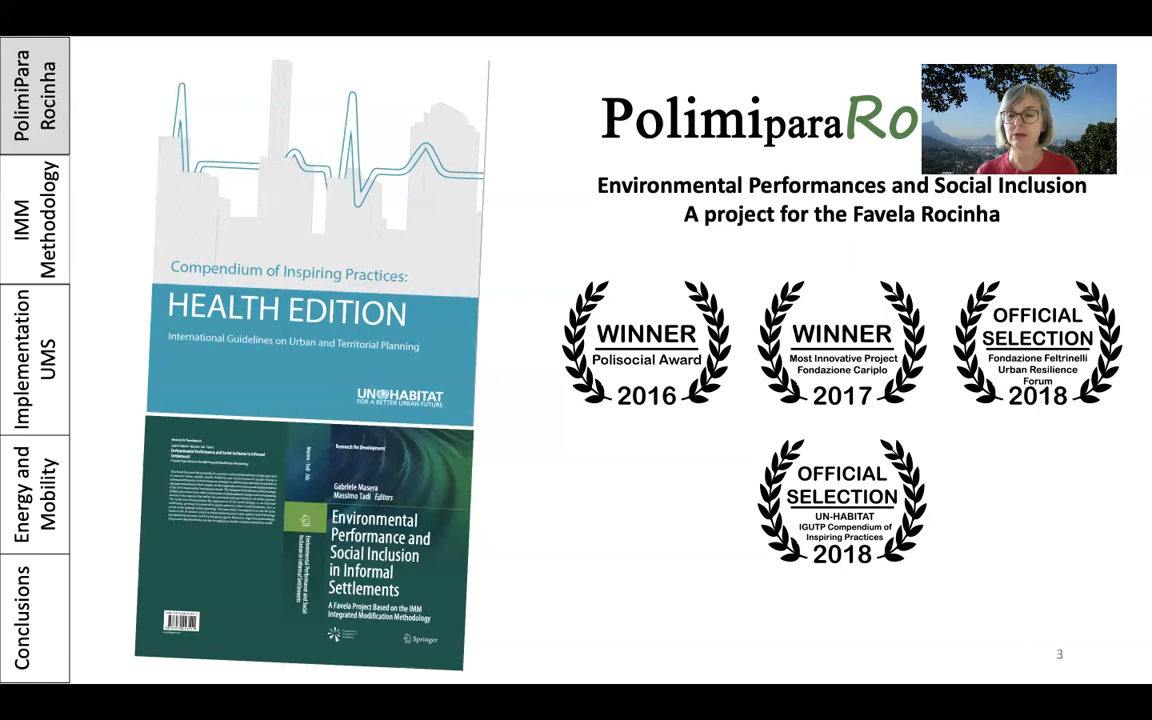 PolimiPara
Rocinha
IMM
Methodology
Implementation
UMS
Energy and
Mobility
Conclusions
Compendium of Inspiring Practices:
HEALTH EDITION
International Guidelines on Urban and Territorial Planning
UN HABITAT
FOR A BETTER URBAN FUTURE
Research for Development
Gabriele Masera
Massimo Tadi Editors
Environmental
Performance and
Social Inclusion
in Informal
Settlements
A Favela Project Based on the IMM
Integrated Modification Methodology
Springer
PolimiparaRo
Environmental Performances and Social Inclusion
A project for the Favela Rocinha
WINNER
Polisocial Award
2016
WINNER
Most Innovative Project
Fondazione Cariplo
2017
OFFICIAL
SELECTION
Fondazione Feltrinelli
Urban Resilience
Forum
2018
OFFICIAL
SELECTION
UN-HABITAT
IGUTP Compendium of
Inspiring Practices
2018
3